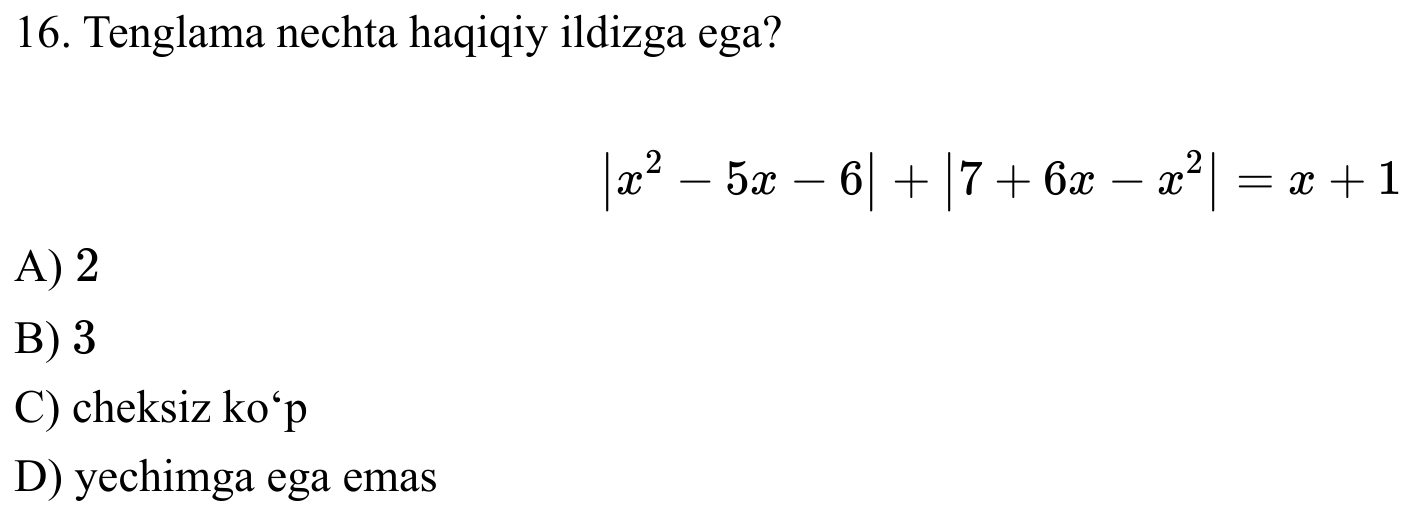 16. Tenglama nechta haqiqiy ildizga ega?
|x² − 5x − 6| + |7 + 6x − x²| = x + 1
A) 2
B) 3
C) cheksiz ko‘p
D) yechimga ega emas